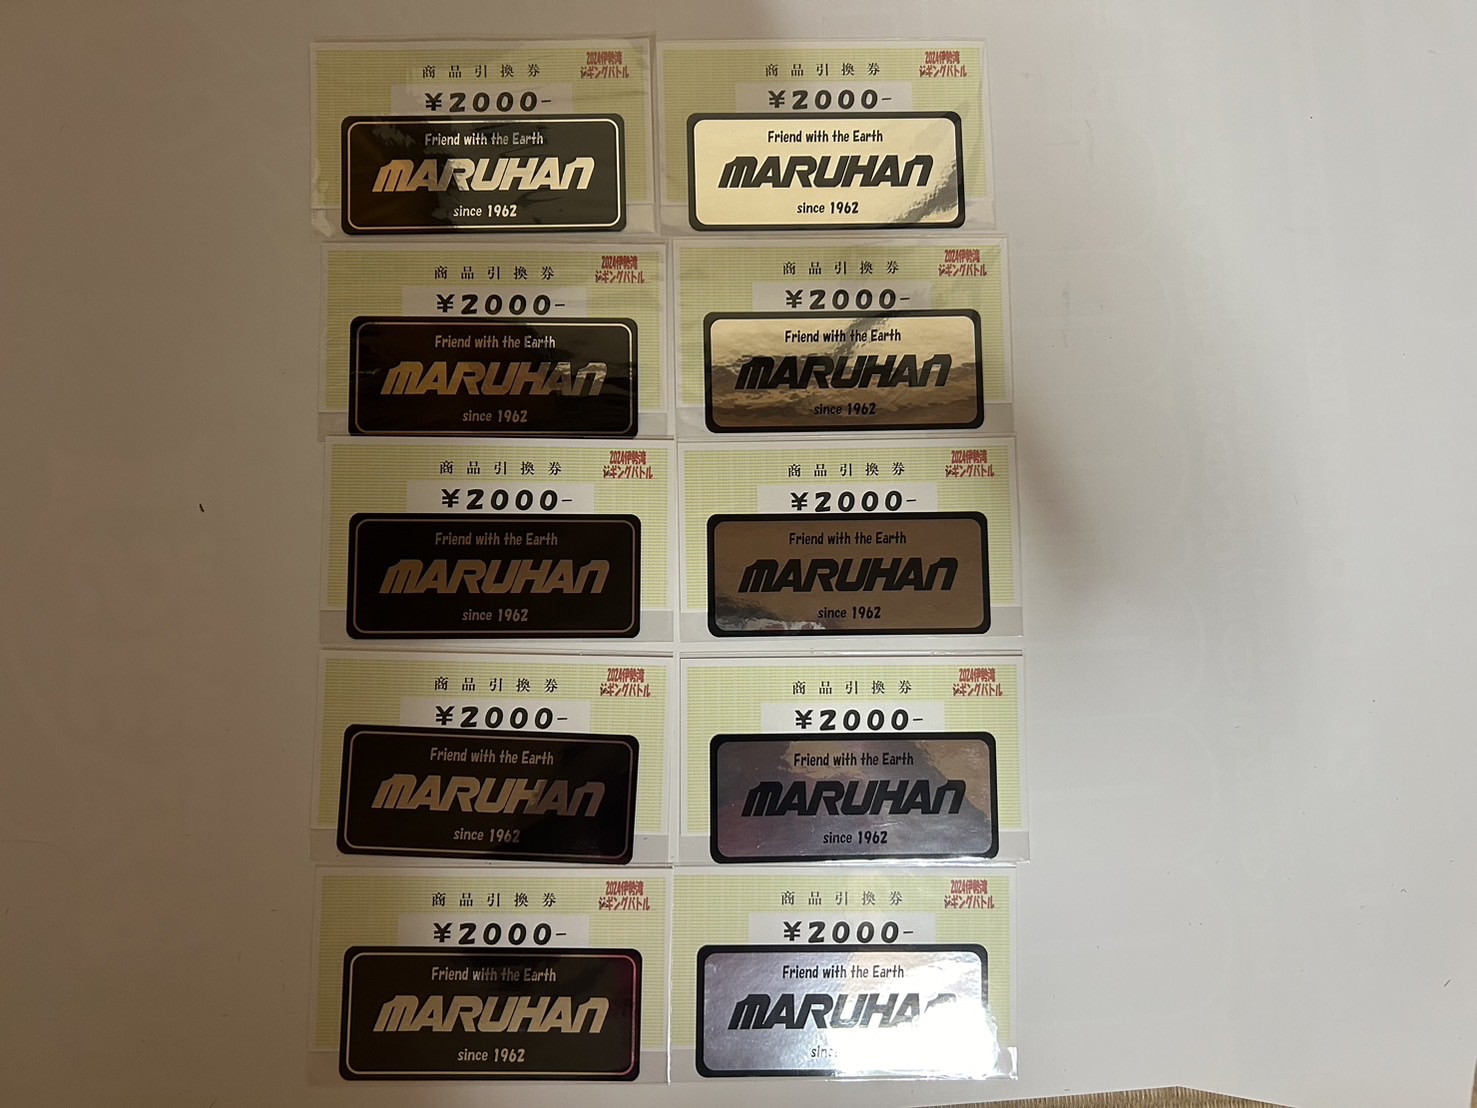 商品引換券
2024伊勢湾
ジギングバトル
¥2000-
Friend with the Earth
MARUHAN
since 1962
商品引換券
2024伊勢湾
ジギングバトル
¥2000-
Friend with the Earth
MARUHAN
since 1962
商品引換券
2024伊勢湾
ジギングバトル
¥2000-
Friend with the Earth
MARUHAN
since 1962
商品引換券
2024伊勢湾
ジギングバトル
¥2000-
Friend with the Earth
MARUHAN
since 1962
商品引換券
2024伊勢湾
ジギングバトル
¥2000-
Friend with the Earth
MARUHAN
since 1962
商品引換券
2024伊勢湾
ジギングバトル
¥2000-
Friend with the Earth
MARUHAN
since 1962
商品引換券
2024伊勢湾
ジギングバトル
¥2000-
Friend with the Earth
MARUHAN
since 1962
商品引換券
2024伊勢湾
ジギングバトル
¥2000-
Friend with the Earth
MARUHAN
since 1962
商品引換券
2024伊勢湾
ジギングバトル
¥2000-
Friend with the Earth
MARUHAN
since 1962
商品引換券
2024伊勢湾
ジギングバトル
¥2000-
Friend with the Earth
MARUHAN